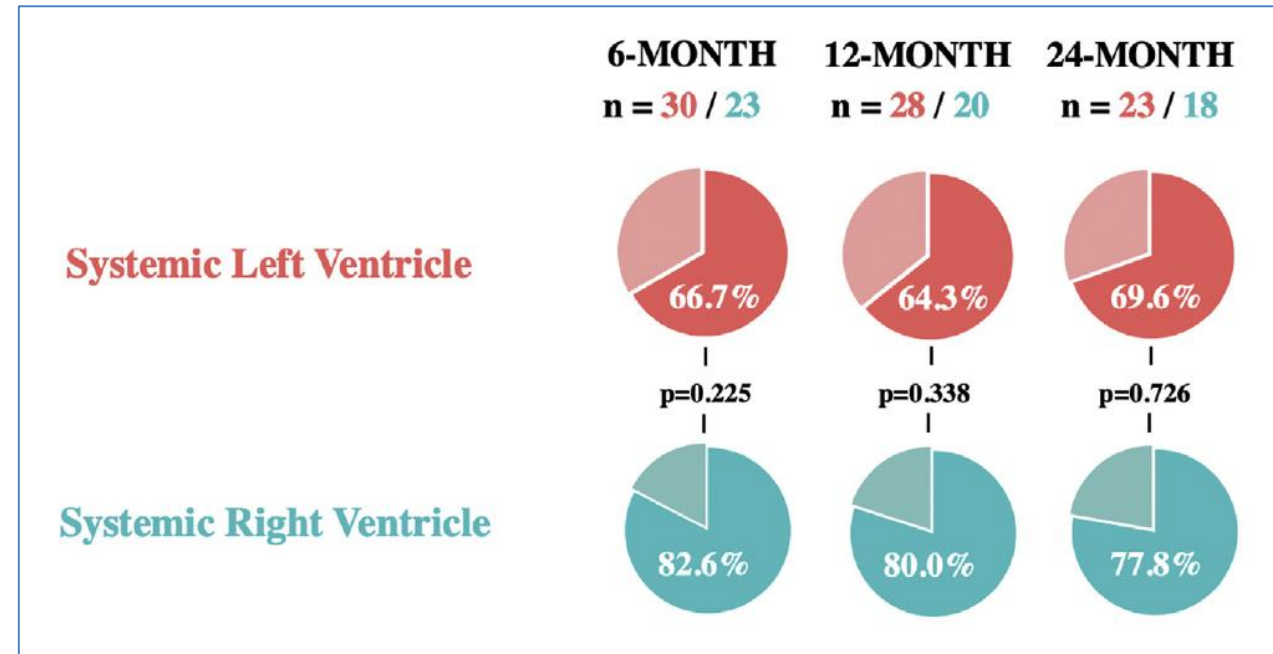 6-MONTH 12-MONTH 24-MONTH
n = 30 / 23 n = 28 / 20 n = 23 / 18
Systemic Left Ventricle
66.7% 64.3% 69.6%
p=0.225 p=0.338 p=0.726
Systemic Right Ventricle
82.6% 80.0% 77.8%